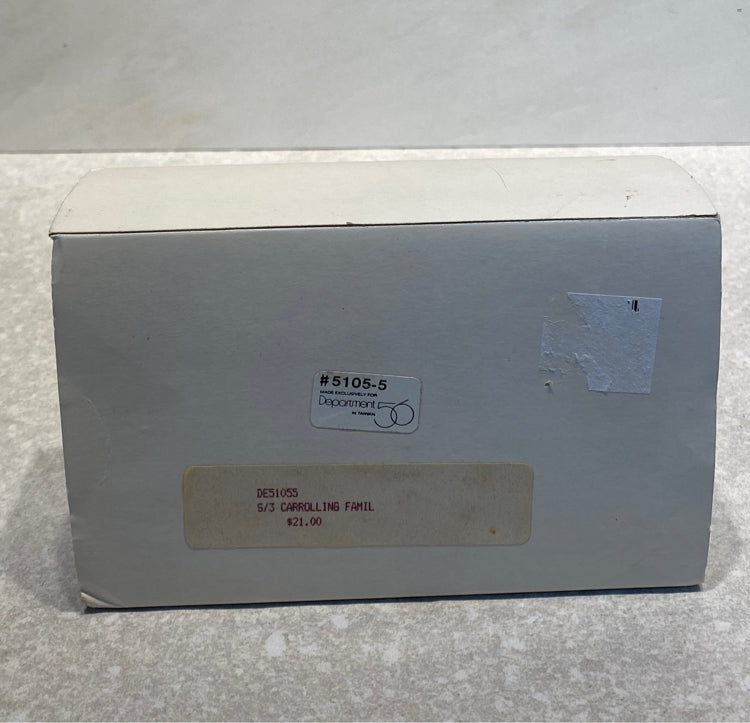 #5105-5
MADE EXCLUSIVELY FOR
Department 56
IN TAIWAN
DE51055
S/3 CARROLLING FAMIL
$21.00